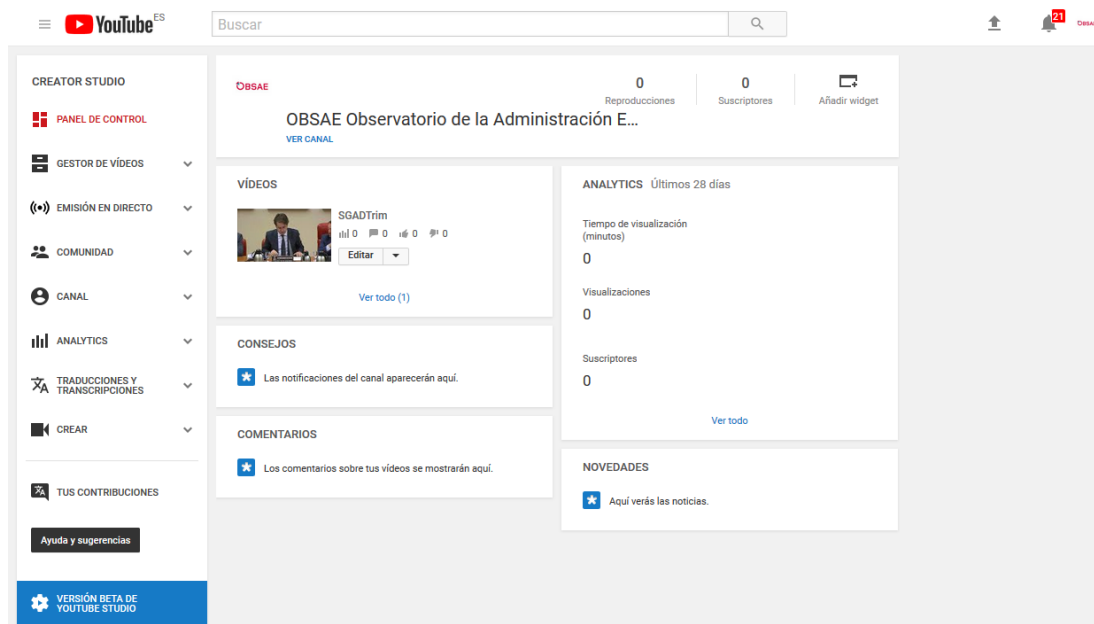 YouTube ES
Buscar
21
OBSAE
CREATOR STUDIO
PANEL DE CONTROL
GESTOR DE VÍDEOS
EMISIÓN EN DIRECTO
COMUNIDAD
CANAL
ANALYTICS
TRADUCCIONES Y
TRANSCRIPCIONES
CREAR
TUS CONTRIBUCIONES
Ayuda y sugerencias
VERSIÓN BETA DE
YOUTUBE STUDIO
OBSAE
OBSAE Observatorio de la Administración E...
VER CANAL
0
Reproducciones
0
Suscriptores
Añadir widget
VÍDEOS
SGADTrim
0 0 0 0
Editar
Ver todo (1)
CONSEJOS
Las notificaciones del canal aparecerán aquí.
COMENTARIOS
Los comentarios sobre tus vídeos se mostrarán aquí.
ANALYTICS Últimos 28 días
Tiempo de visualización
(minutos)
0
Visualizaciones
0
Suscriptores
0
Ver todo
NOVEDADES
Aquí verás las noticias.